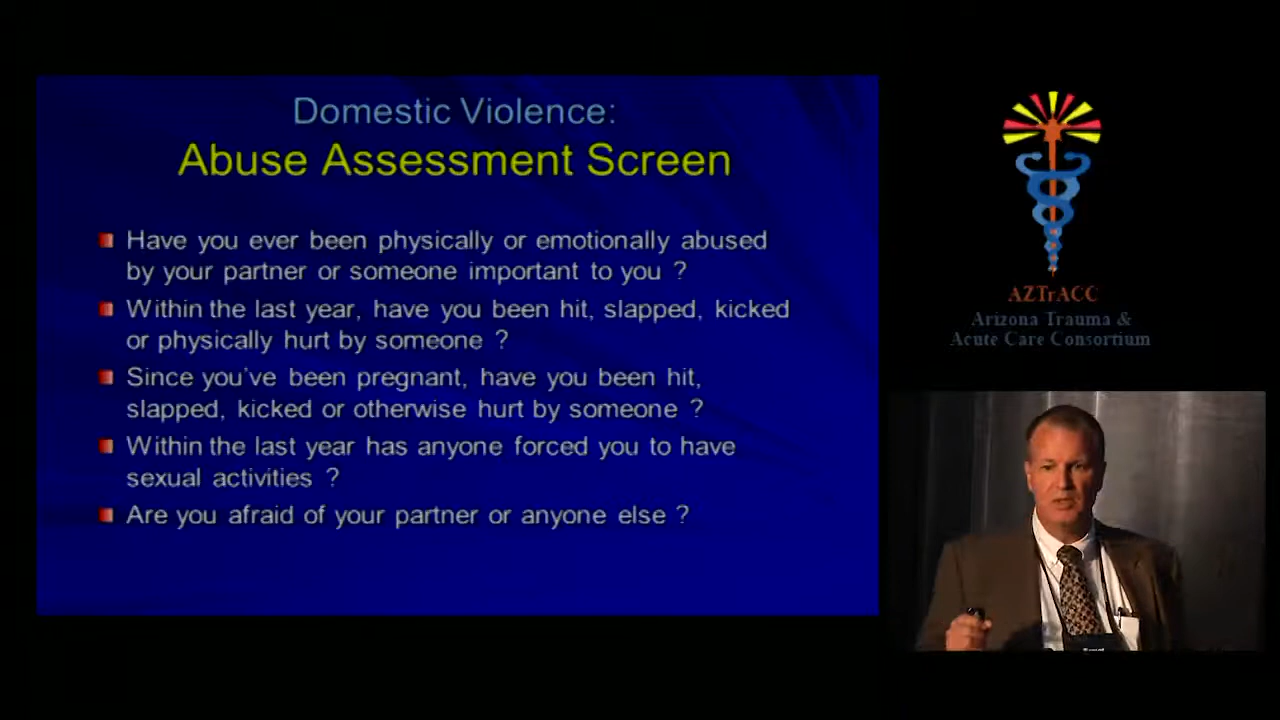 Domestic Violence:
Abuse Assessment Screen
Have you ever been physically or emotionally abused
by your partner or someone important to you ?
Within the last year, have you been hit, slapped, kicked
or physically hurt by someone ?
Since you've been pregnant, have you been hit,
slapped, kicked or otherwise hurt by someone ?
Within the last year has anyone forced you to have
sexual activities ?
Are you afraid of your partner or anyone else ?
AZTrACC
Arizona Trauma &
Acute Care Consortium